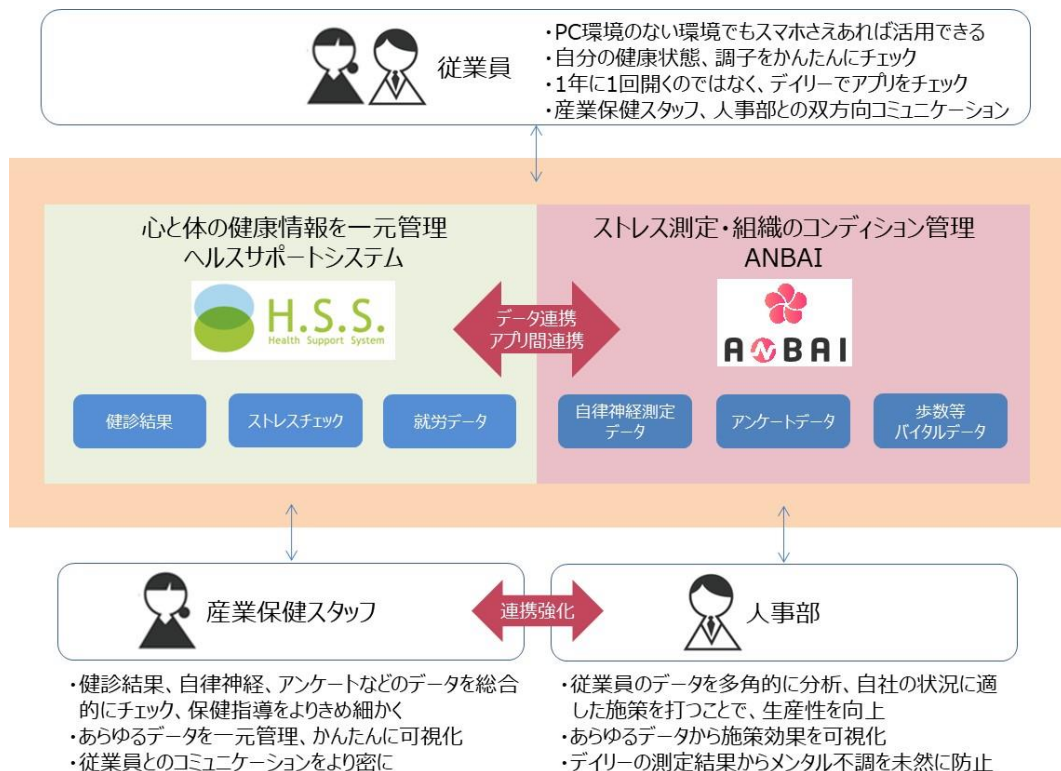 従業員
・PC環境のない環境でもスマホさえあれば活用できる
・自分の健康状態、調子をかんたんにチェック
・1年に1回開くのではなく、デイリーでアプリをチェック
・産業保健スタッフ、人事部との双方向コミュニケーション
心と体の健康情報を一元管理
ヘルスサポートシステム
H.S.S.
Health Support System
健診結果
ストレスチェック
就労データ
データ連携
アプリ間連携
ストレス測定・組織のコンディション管理
ANBAI
ANBAI
自律神経測定
データ
アンケートデータ
歩数等
バイタルデータ
産業保健スタッフ
連携強化
人事部
・健診結果、自律神経、アンケートなどのデータを総合
的にチェック、保健指導をよりきめ細かく
・あらゆるデータを一元管理、かんたんに可視化
・従業員とのコミュニケーションをより密に
・従業員のデータを多角的に分析、自社の状況に適
した施策を打つことで、生産性を向上
・あらゆるデータから施策効果を可視化
・デイリーの測定結果からメンタル不調を未然に防止